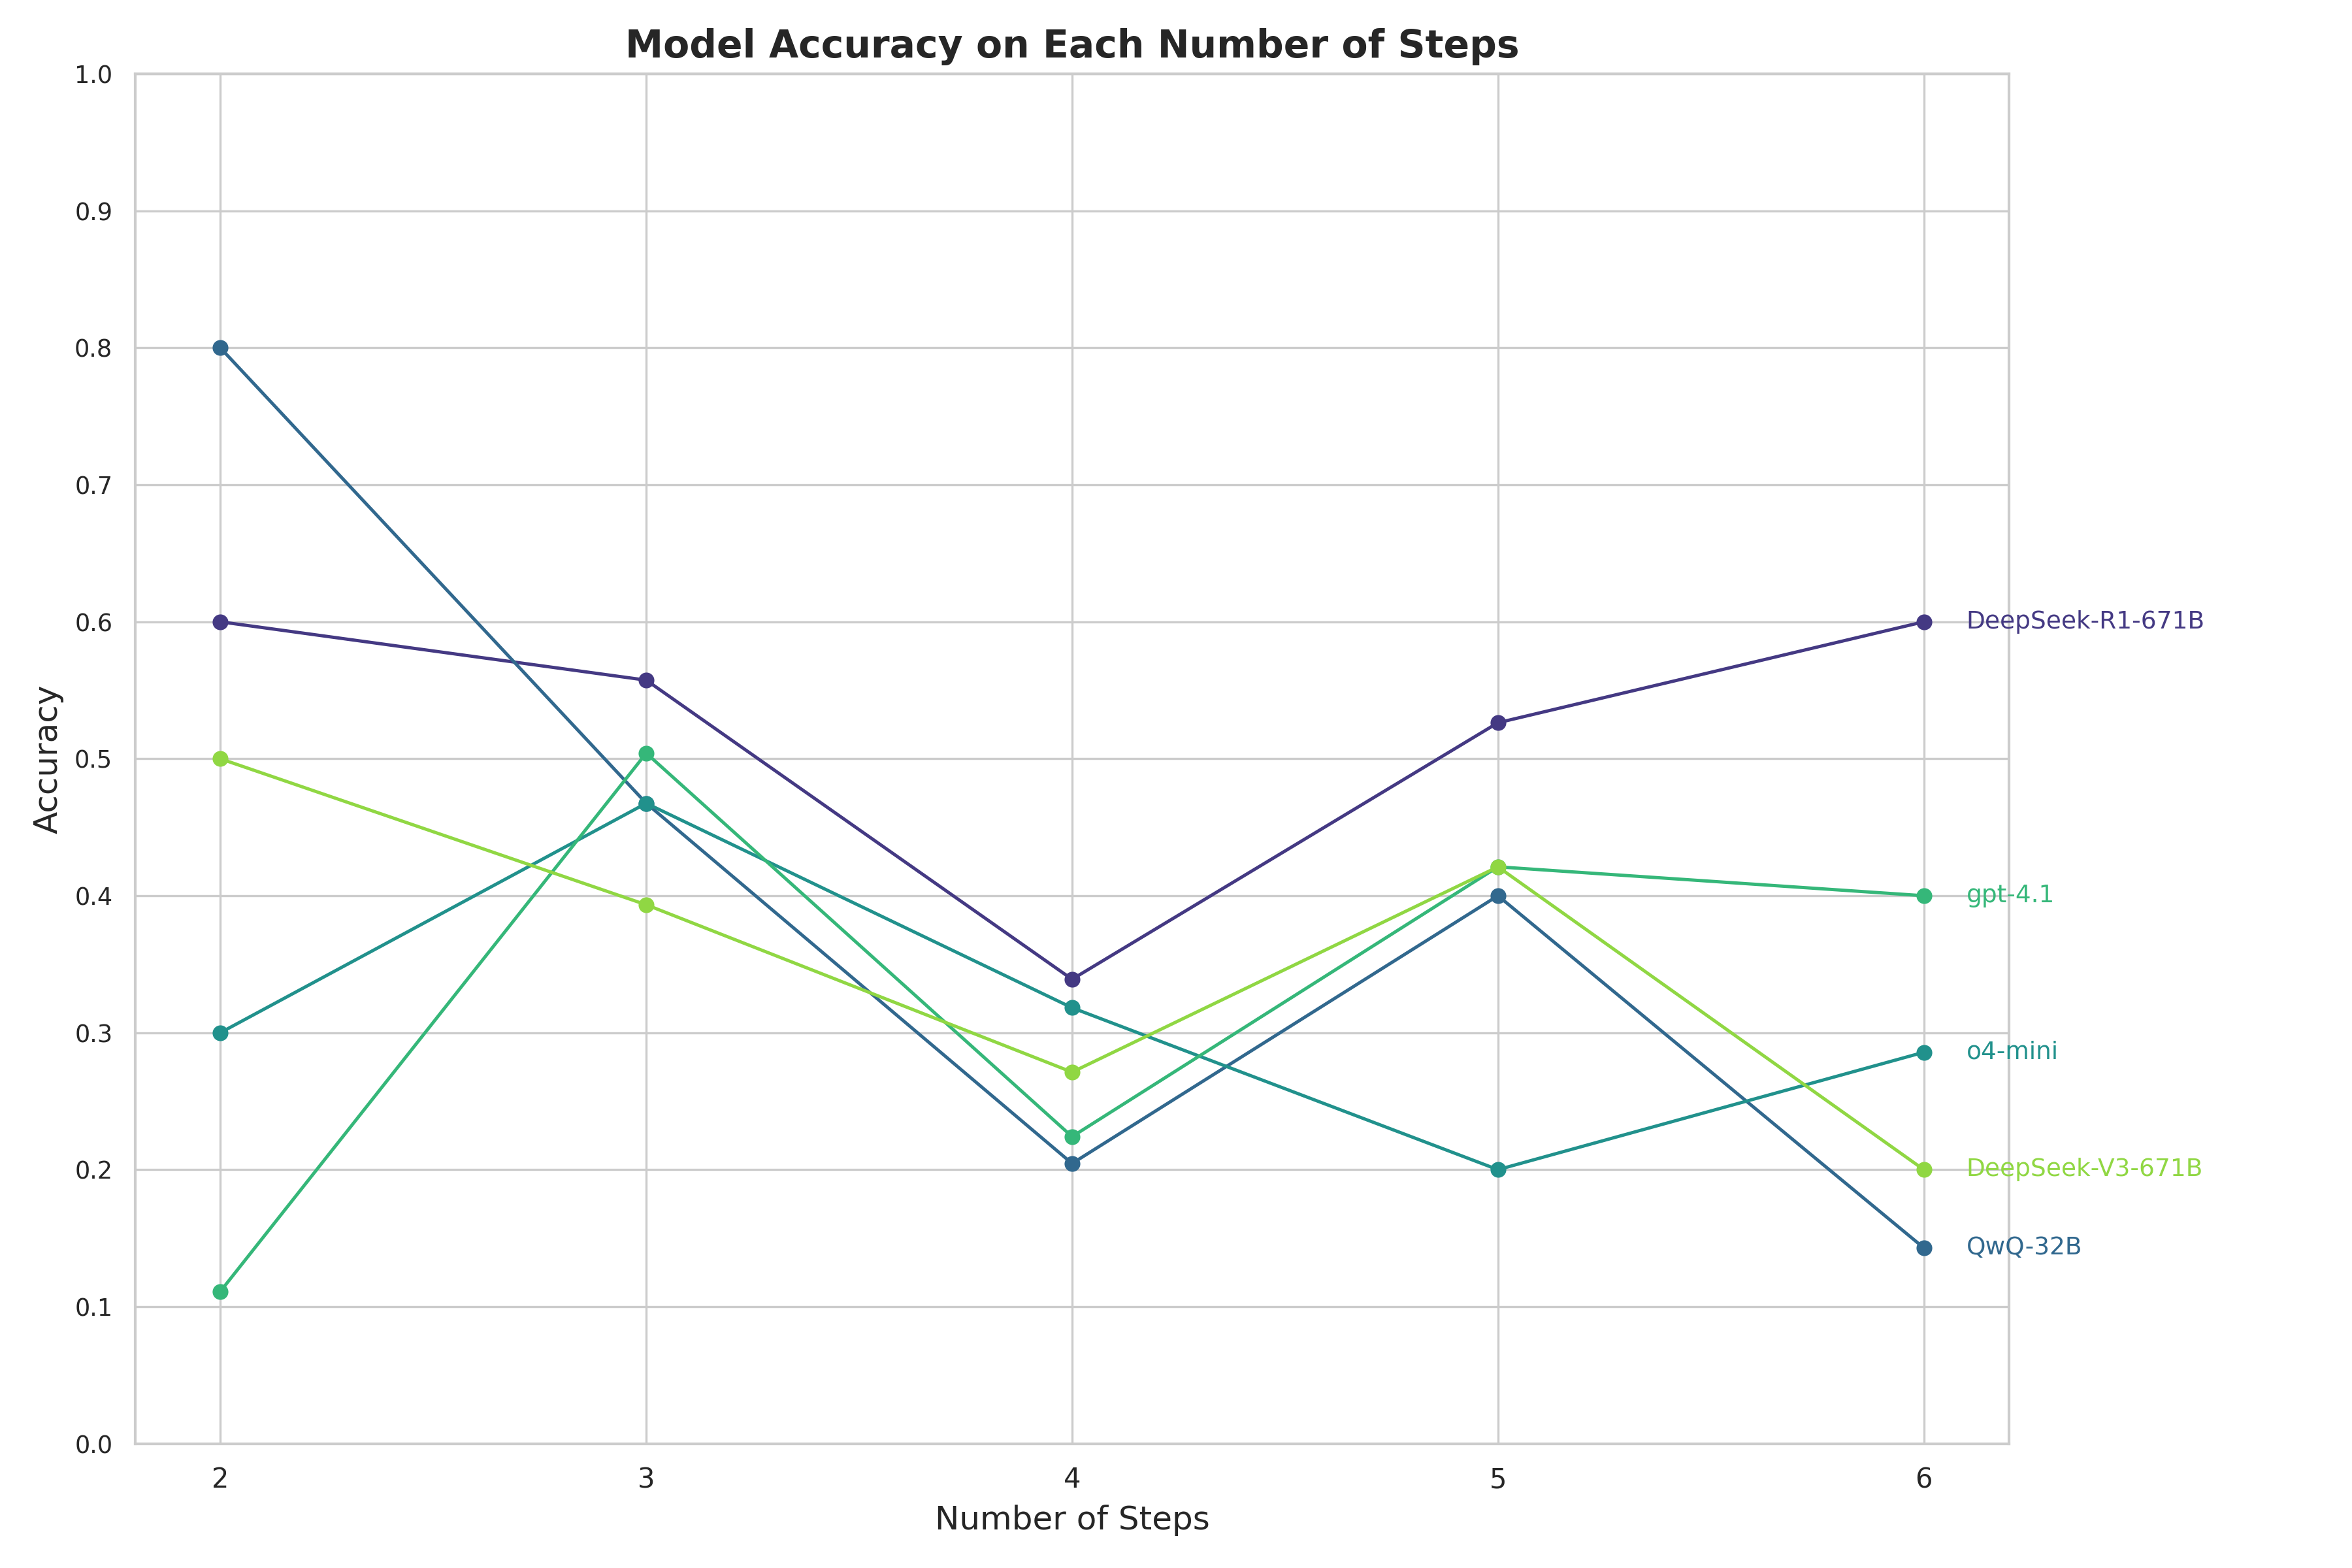 Model Accuracy on Each Number of Steps
1.0
0.9
0.8
0.7
0.6
0.5
0.4
0.3
0.2
0.1
0.0
Accuracy
DeepSeek-R1-671B
gpt-4.1
o4-mini
DeepSeek-V3-671B
QwQ-32B
2 3 4 5 6
Number of Steps